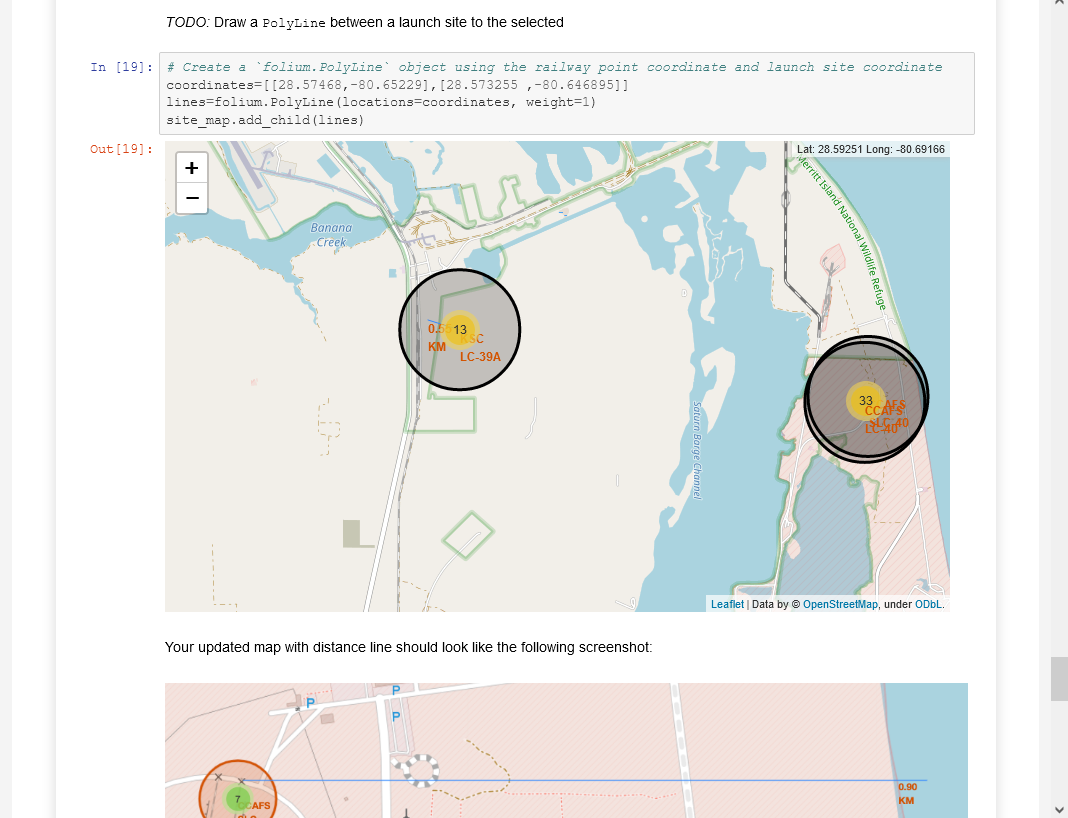 TODO: Draw a PolyLine between a launch site to the selected
In [19]:
# Create a `folium.PolyLine` object using the railway point coordinate and launch site coordinate
coordinates=[[28.57468,-80.65229],[28.573255 ,-80.646895]]
lines=folium.PolyLine(locations=coordinates, weight=1)
site_map.add_child(lines)
Out[19]:
+
−
Lat: 28.59251 Long: -80.69166
Merritt Island National Wildlife Refuge
Banana
Creek
13
KM
KSC
LC-39A
33
CCAFS
SLC-40
LC-40
Saturn Barge Channel
Leaflet | Data by © OpenStreetMap, under ODbL.
Your updated map with distance line should look like the following screenshot:
P
P
P
7
CCAFS
0.90
KM